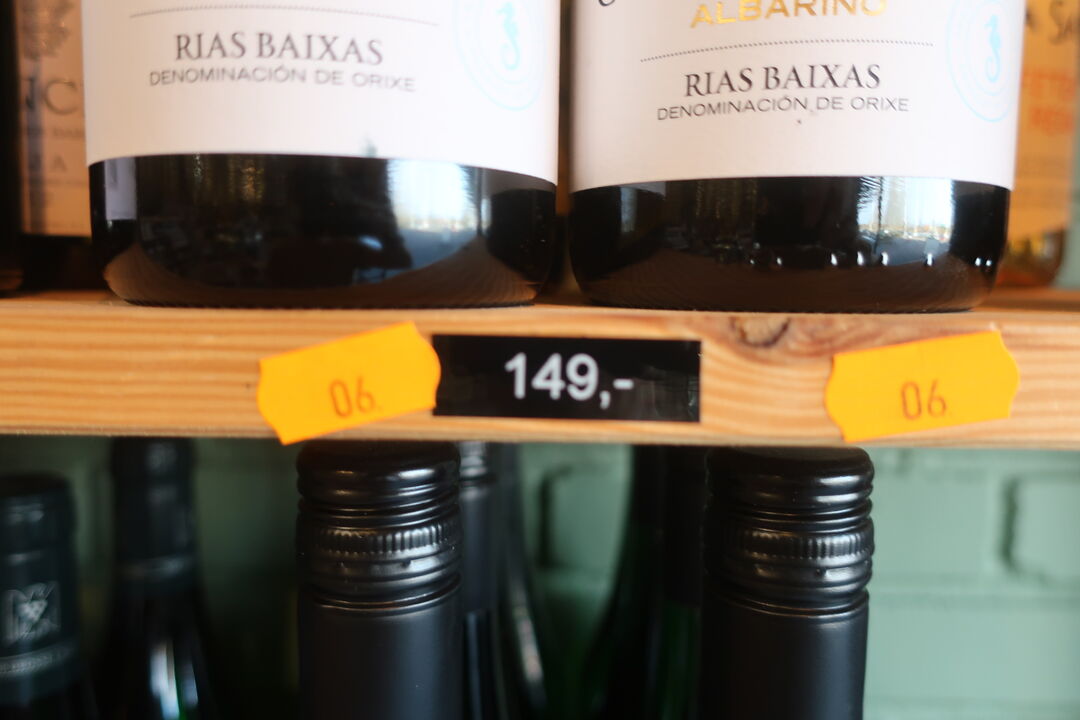 RIAS BAIXAS
DENOMINACIÓN DE ORIXE
ALBARIÑO
RIAS BAIXAS
DENOMINACIÓN DE ORIXE
06.
149,-
06.